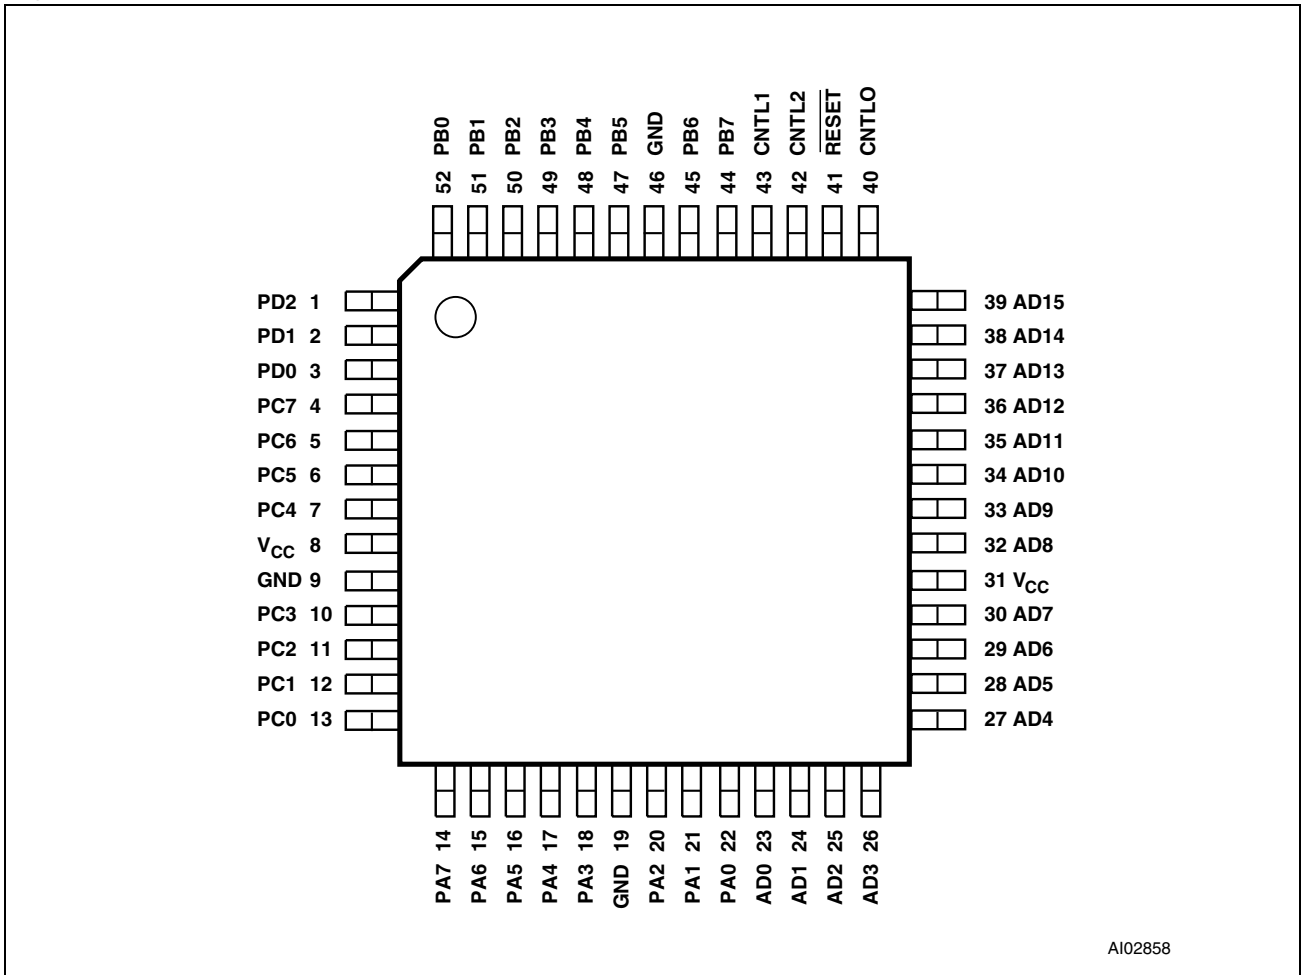 52 PB0
51 PB1
50 PB2
49 PB3
48 PB4
47 PB5
46 GND
45 PB6
44 PB7
43 CNTL1
42 CNTL2
41 RESET
40 CNTLO
PD2 1
PD1 2
PD0 3
PC7 4
PC6 5
PC5 6
PC4 7
VCC 8
GND 9
PC3 10
PC2 11
PC1 12
PC0 13
39 AD15
38 AD14
37 AD13
36 AD12
35 AD11
34 AD10
33 AD9
32 AD8
31 VCC
30 AD7
29 AD6
28 AD5
27 AD4
PA7 14
PA6 15
PA5 16
PA4 17
PA3 18
GND 19
PA2 20
PA1 21
PA0 22
AD0 23
AD1 24
AD2 25
AD3 26
AI02858